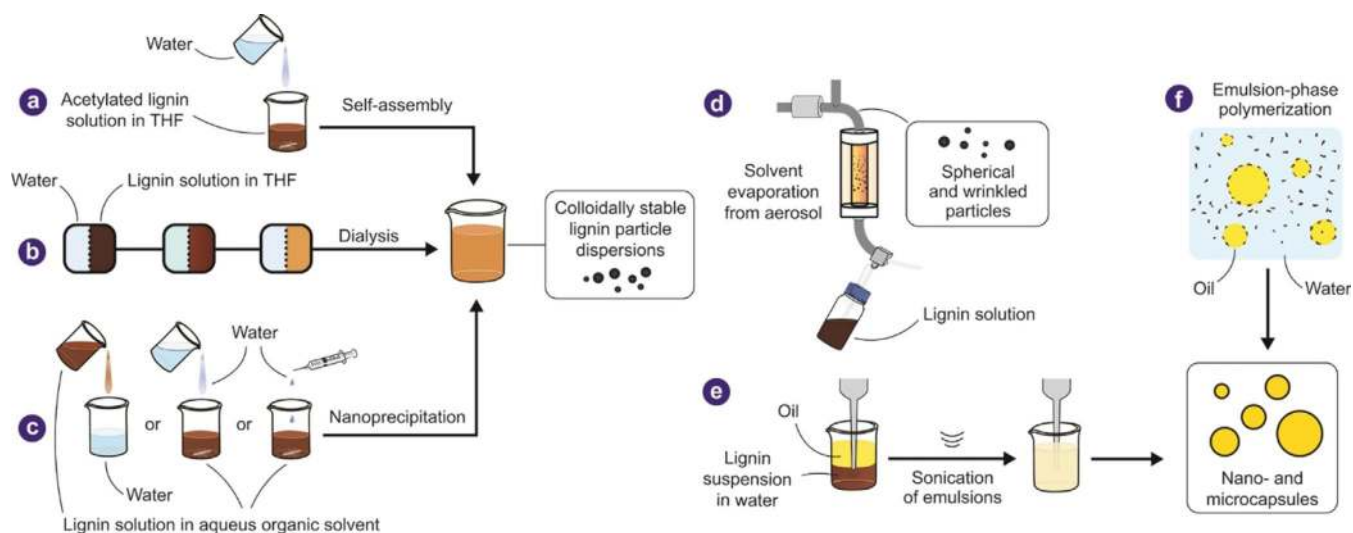 a
Water
Acetylated lignin
solution in THF
Self-assembly
b
Water
Lignin solution in THF
Dialysis
Colloidally stable
lignin particle
dispersions
c
Water
or
or
Nanoprecipitation
Water
Lignin solution in aqueus organic solvent
d
Solvent
evaporation
from aerosol
Spherical
and wrinkled
particles
Lignin solution
e
Oil
Lignin
suspension
in water
Sonication
of emulsions
f
Emulsion-phase
polymerization
Oil
Water
Nano- and
microcapsules